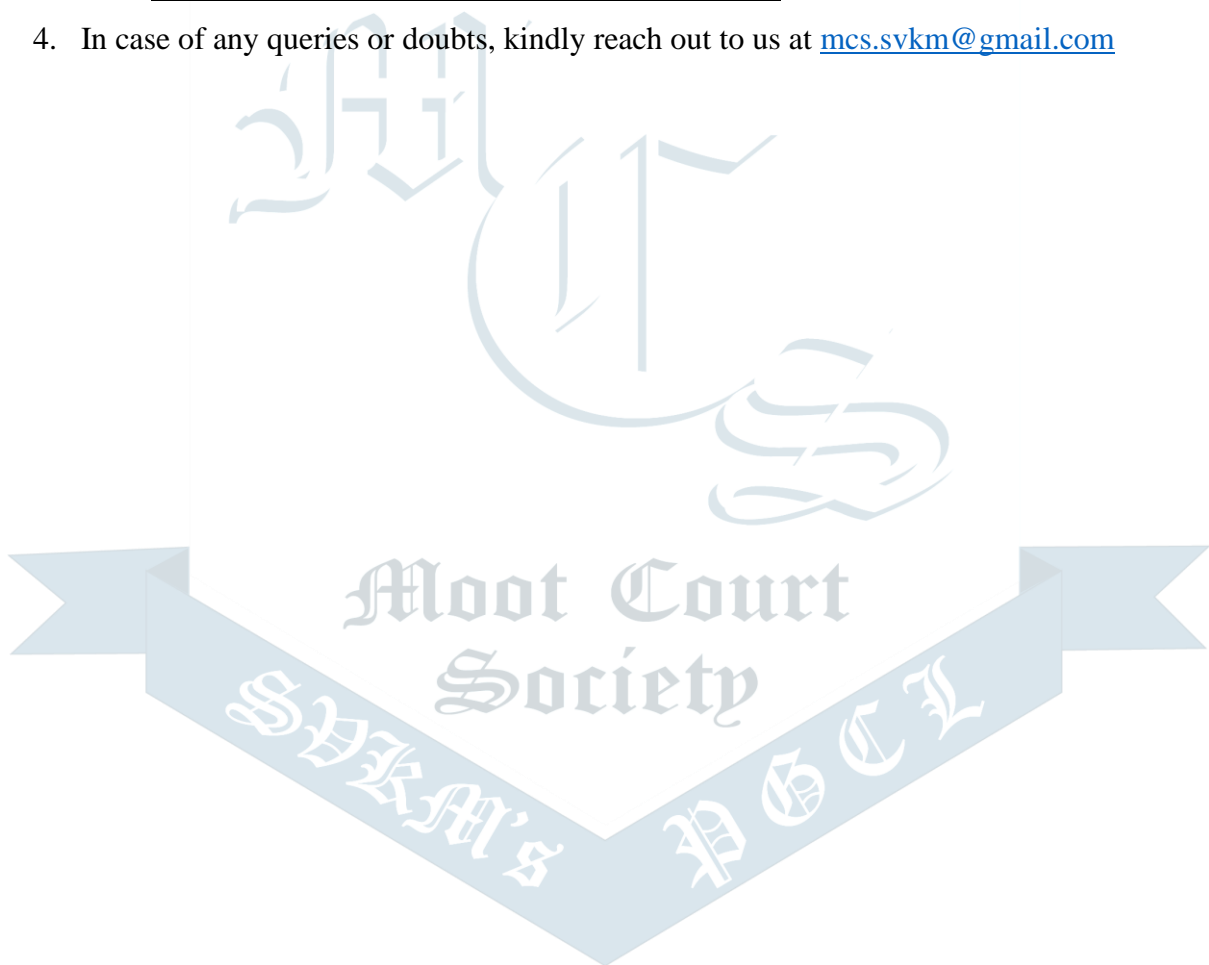 4. In case of any queries or doubts, kindly reach out to us at mcs.svkm@gmail.com
MCS
Moot Court
Society
SVKM's PGCL